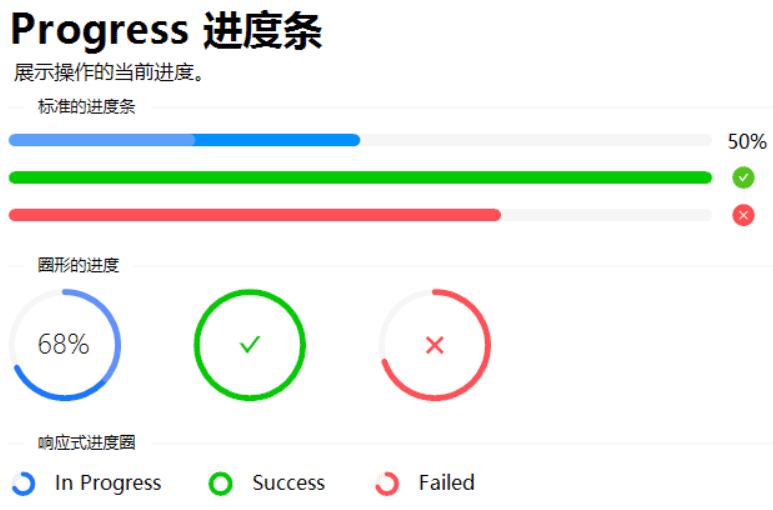 Progress 进度条
展示操作的当前进度。
标准的进度条
50%
圈形的进度
68%
响应式进度圈
In Progress
Success
Failed